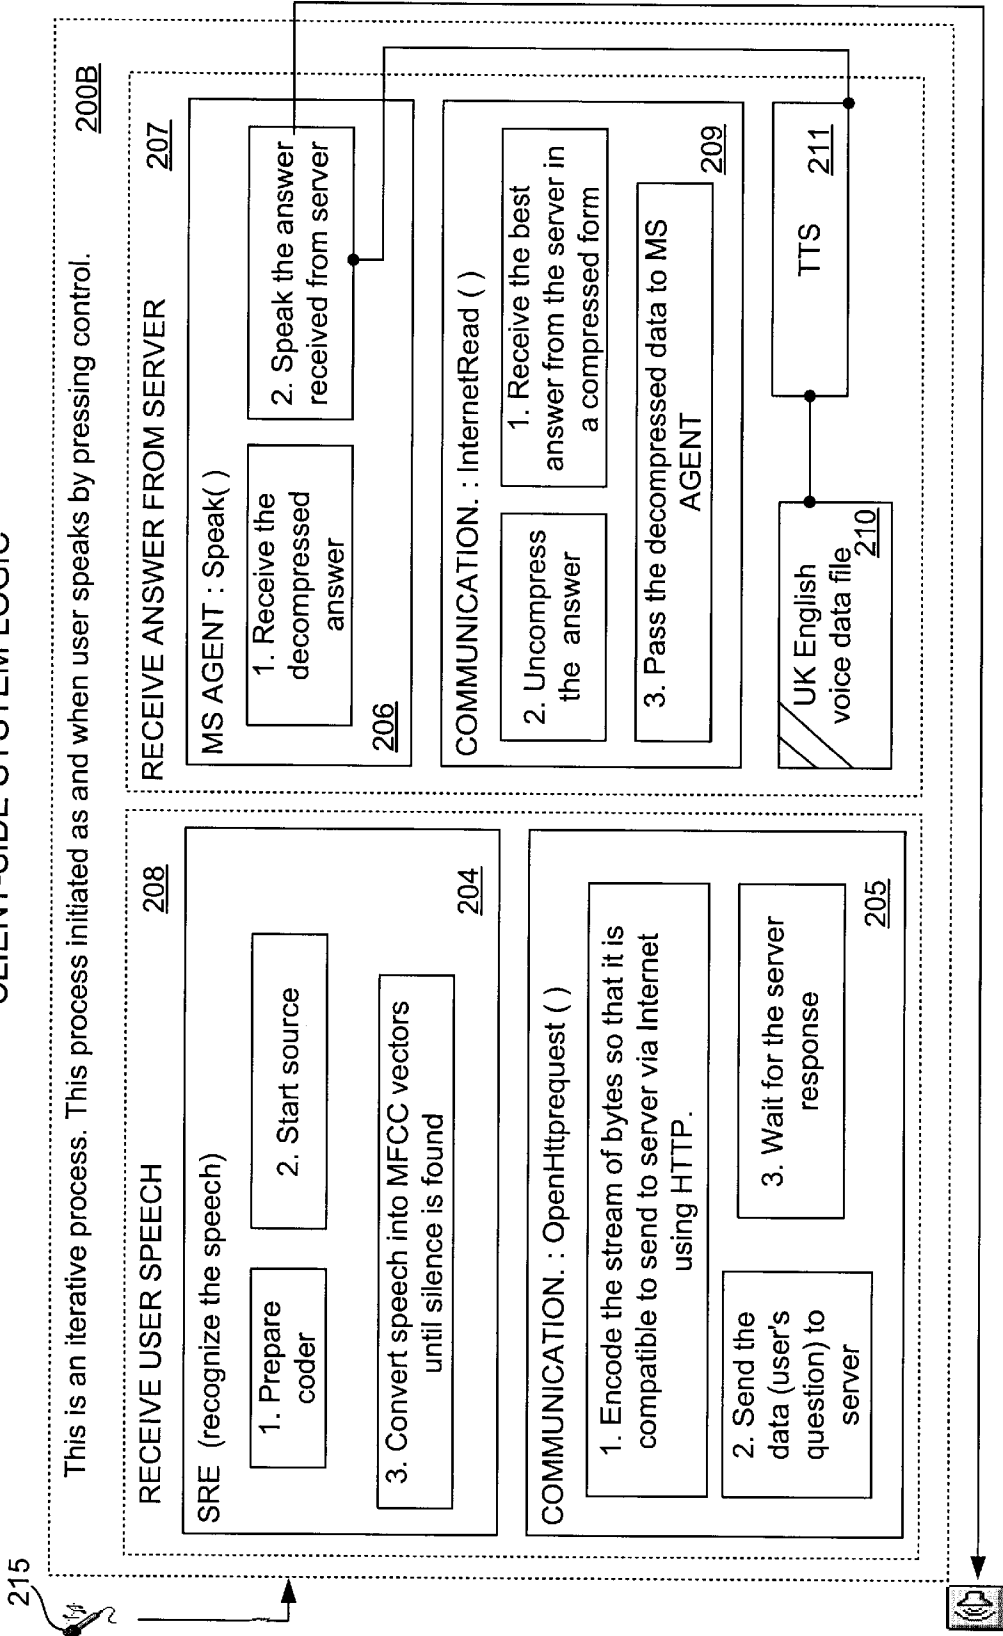 CLIENT-SIDE SYSTEM LOGIC
This is an iterative process. This process initiated as and when user speaks by pressing control.
200B
215
RECEIVE USER SPEECH
208
SRE (recognize the speech)
1. Prepare
coder
2. Start source
3. Convert speech into MFCC vectors
until silence is found
204
COMMUNICATION. : OpenHttprequest ( )
1. Encode the stream of bytes so that it is
compatible to send to server via Internet
using HTTP.
2. Send the
data (user's
question) to
server
3. Wait for the server
response
205
RECEIVE ANSWER FROM SERVER
207
MS AGENT : Speak( )
1. Receive the
decompressed
answer
2. Speak the answer
received from server
206
COMMUNICATION. : InternetRead ( )
2. Uncompress
the answer
1. Receive the best
answer from the server in
a compressed form
3. Pass the decompressed data to MS
AGENT
209
UK English
voice data file
210
TTS
211